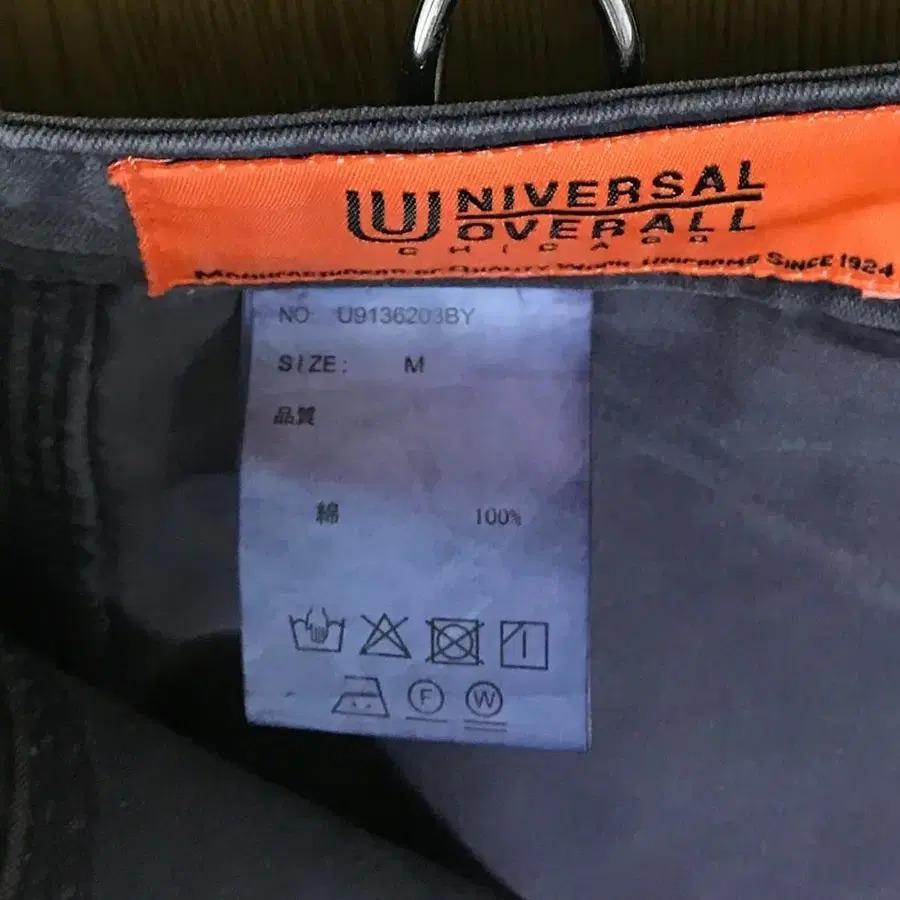 UNIVERSAL
OVERALL
CHICAGO
MANUFACTURERS OF QUALITY WORK UNIFORMS SINCE 1924
NO U9136203BY
SIZE: M
品質
綿 100%
F W